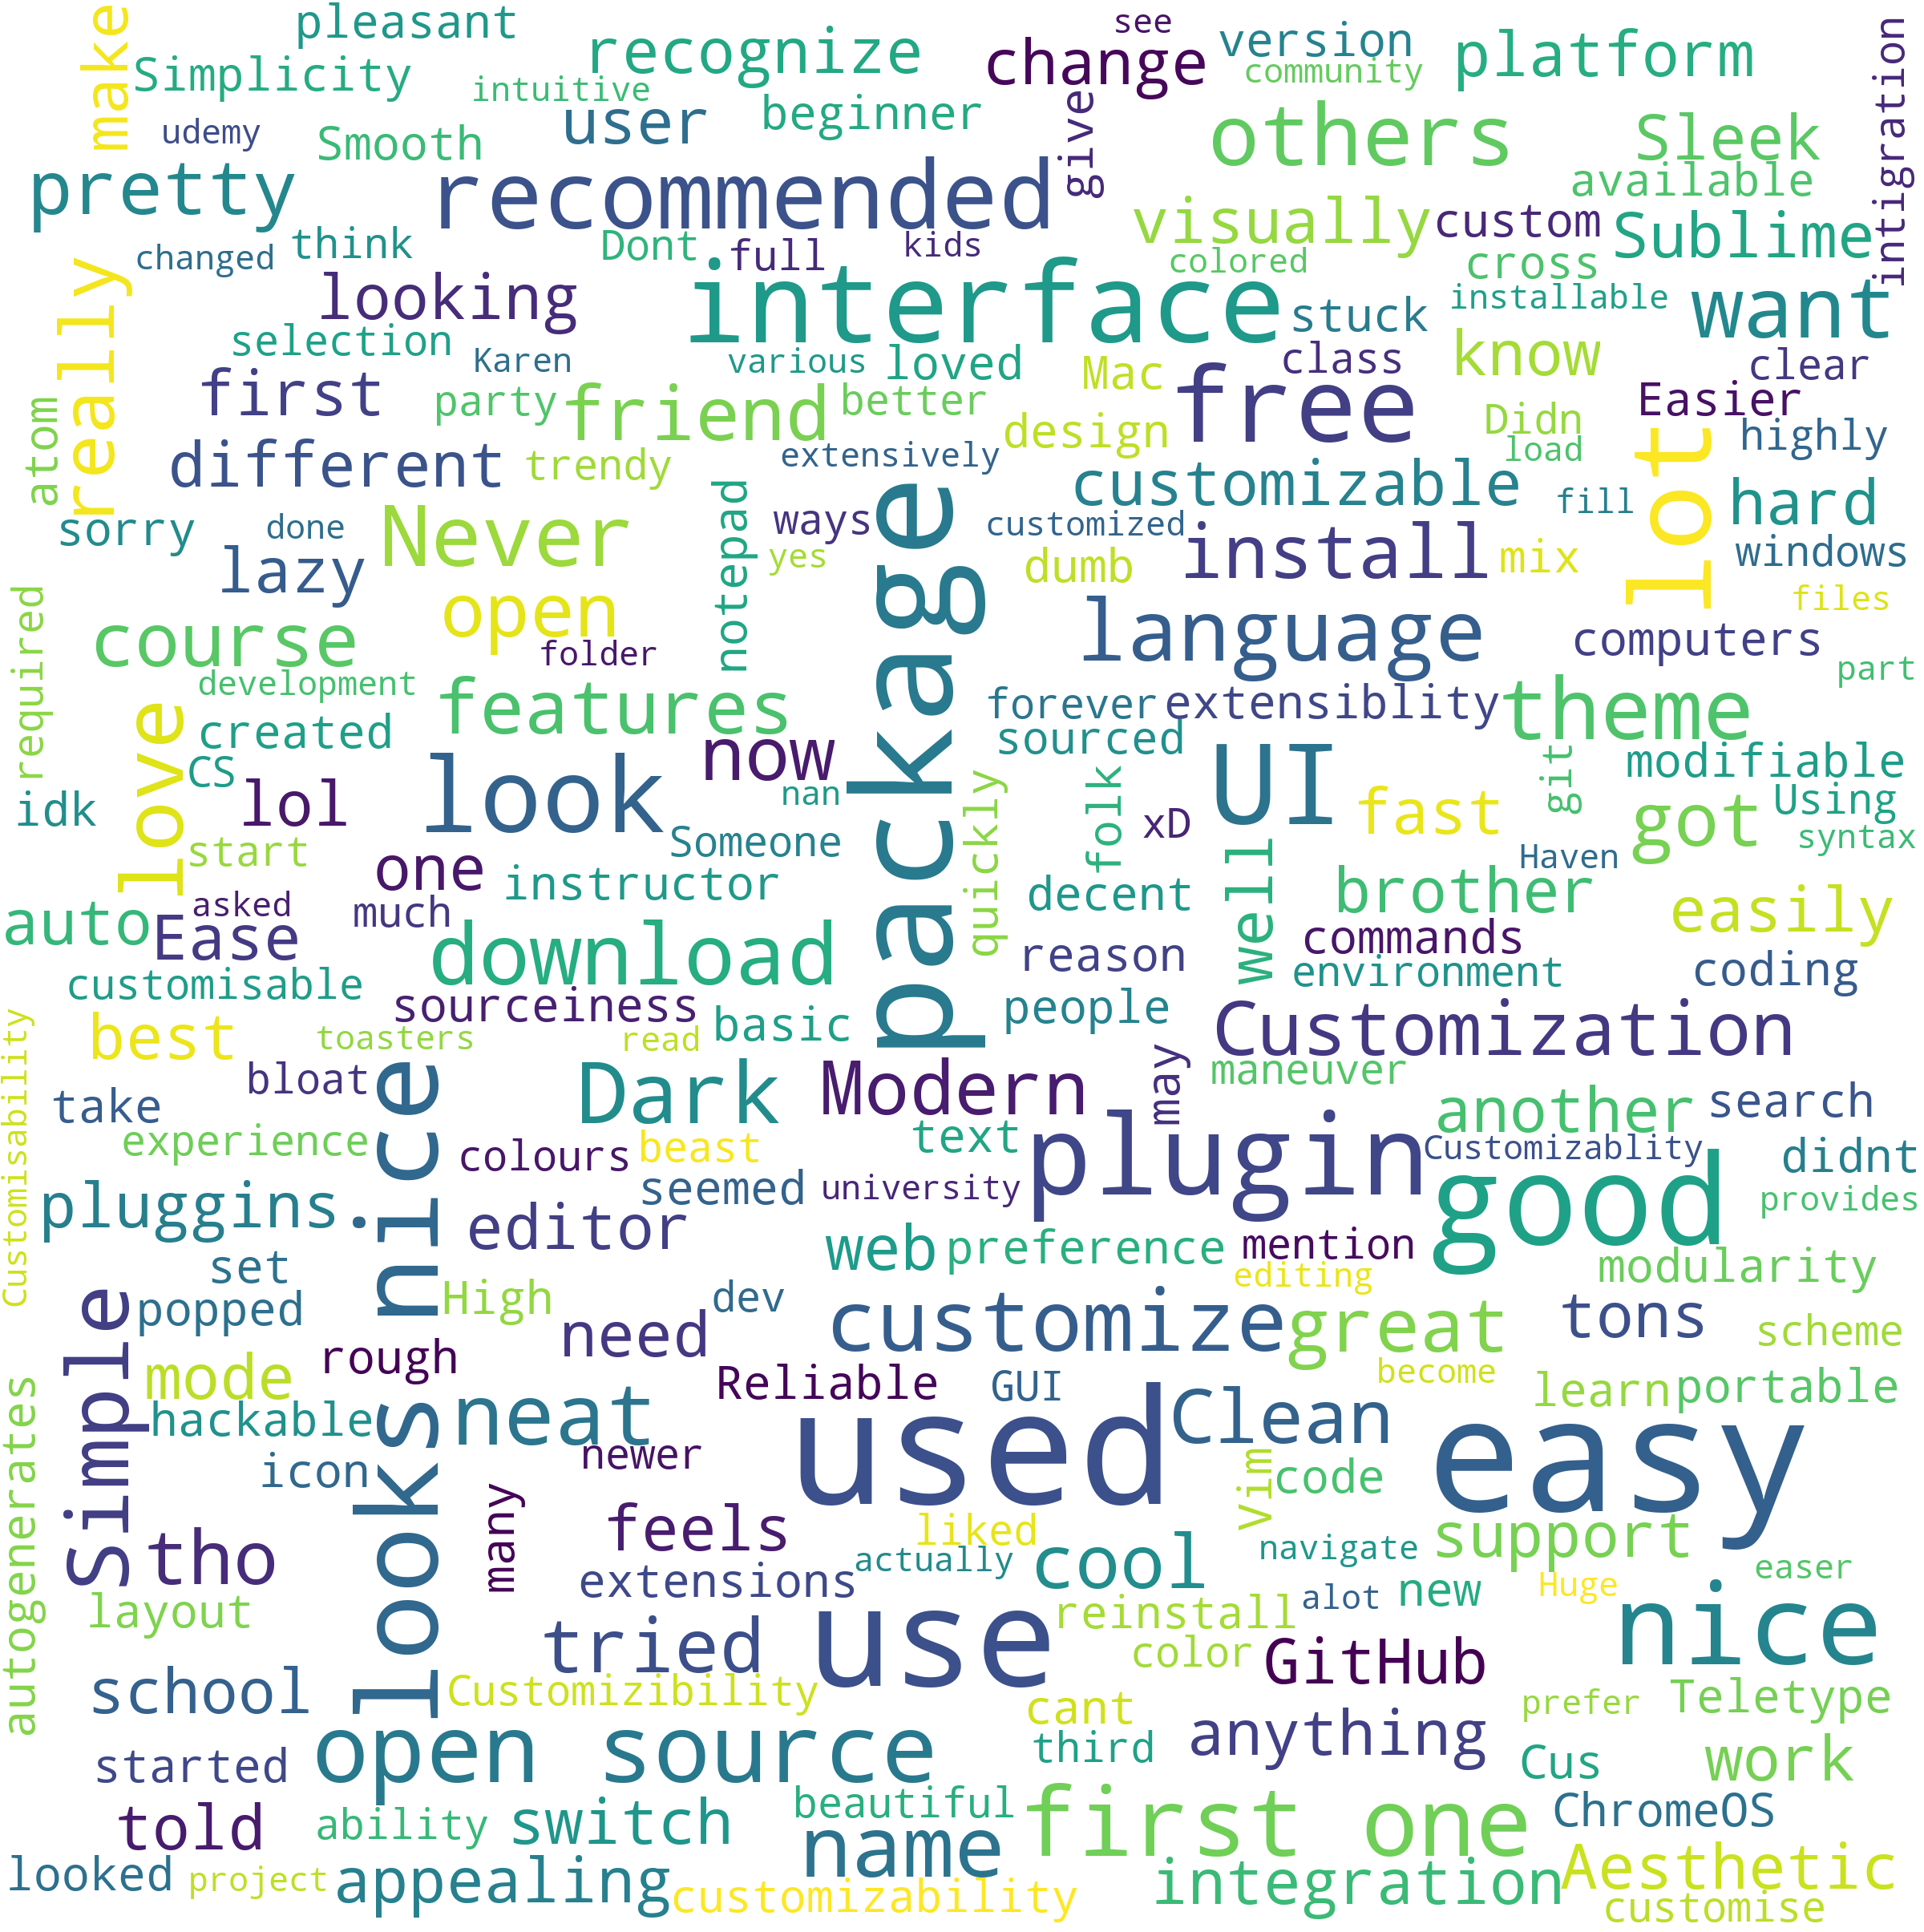 make
pleasant
recognize
see
change
version
community
platform
intigration
Simplicity
intuitive
user
beginner
give
others
Sleek
udemy
Smooth
pretty
recommended
visually
custom
available
Sublime
changed
think
Dont
full
kids
colored
cross
really
looking
interface
stuck
installable
want
selection
Karen
various
loved
class
know
clear
first
party
friend
better
Mac
free
Didn
Easier
atom
different
trendy
extensively
design
load
lot
highly
customizable
fill
hard
sorry
done
Never
notepad
ways
package
customized
windows
lazy
yes
dumb
install
mix
files
required
open
language
computers
course
folder
part
development
features
forever
extensiblity
theme
love
created
now
sourced
modifiable
CS
look
nan
quickly
folk
xD
UI
fast
git
got
Using
idk
lol
syntax
start
Someone
well
Haven
one
instructor
decent
brother
auto
asked
Ease
much
download
reason
commands
easily
customisable
environment
coding
Customisability
sourceiness
people
best
toasters
read
basic
Customization
bloat
looks nice
Dark
Modern
may
maneuver
take
another
search
experience
colours
beast
text
plugin
Customizablity
didnt
pluggins
seemed
university
good
provides
editor
web
preference
mention
set
editing
modularity
Simple
popped
High
dev
customize
great
tons
need
scheme
mode
rough
Reliable
GUI
become
learn
portable
autogenerates
hackable
neat
used
Clean
easy
icon
newer
Vim
code
many
tho
feels
liked
navigate
support
actually
cool
easer
layout
extensions
use
alot
new
Huge
nice
reinstall
tried
color
GitHub
school
Customizibility
cant
prefer
Teletype
started
open source
third
anything
Cus
work
told
ability
switch
beautiful
name
first one
ChromeOS
looked
project
appealing
customizability
integration
Aesthetic
customise